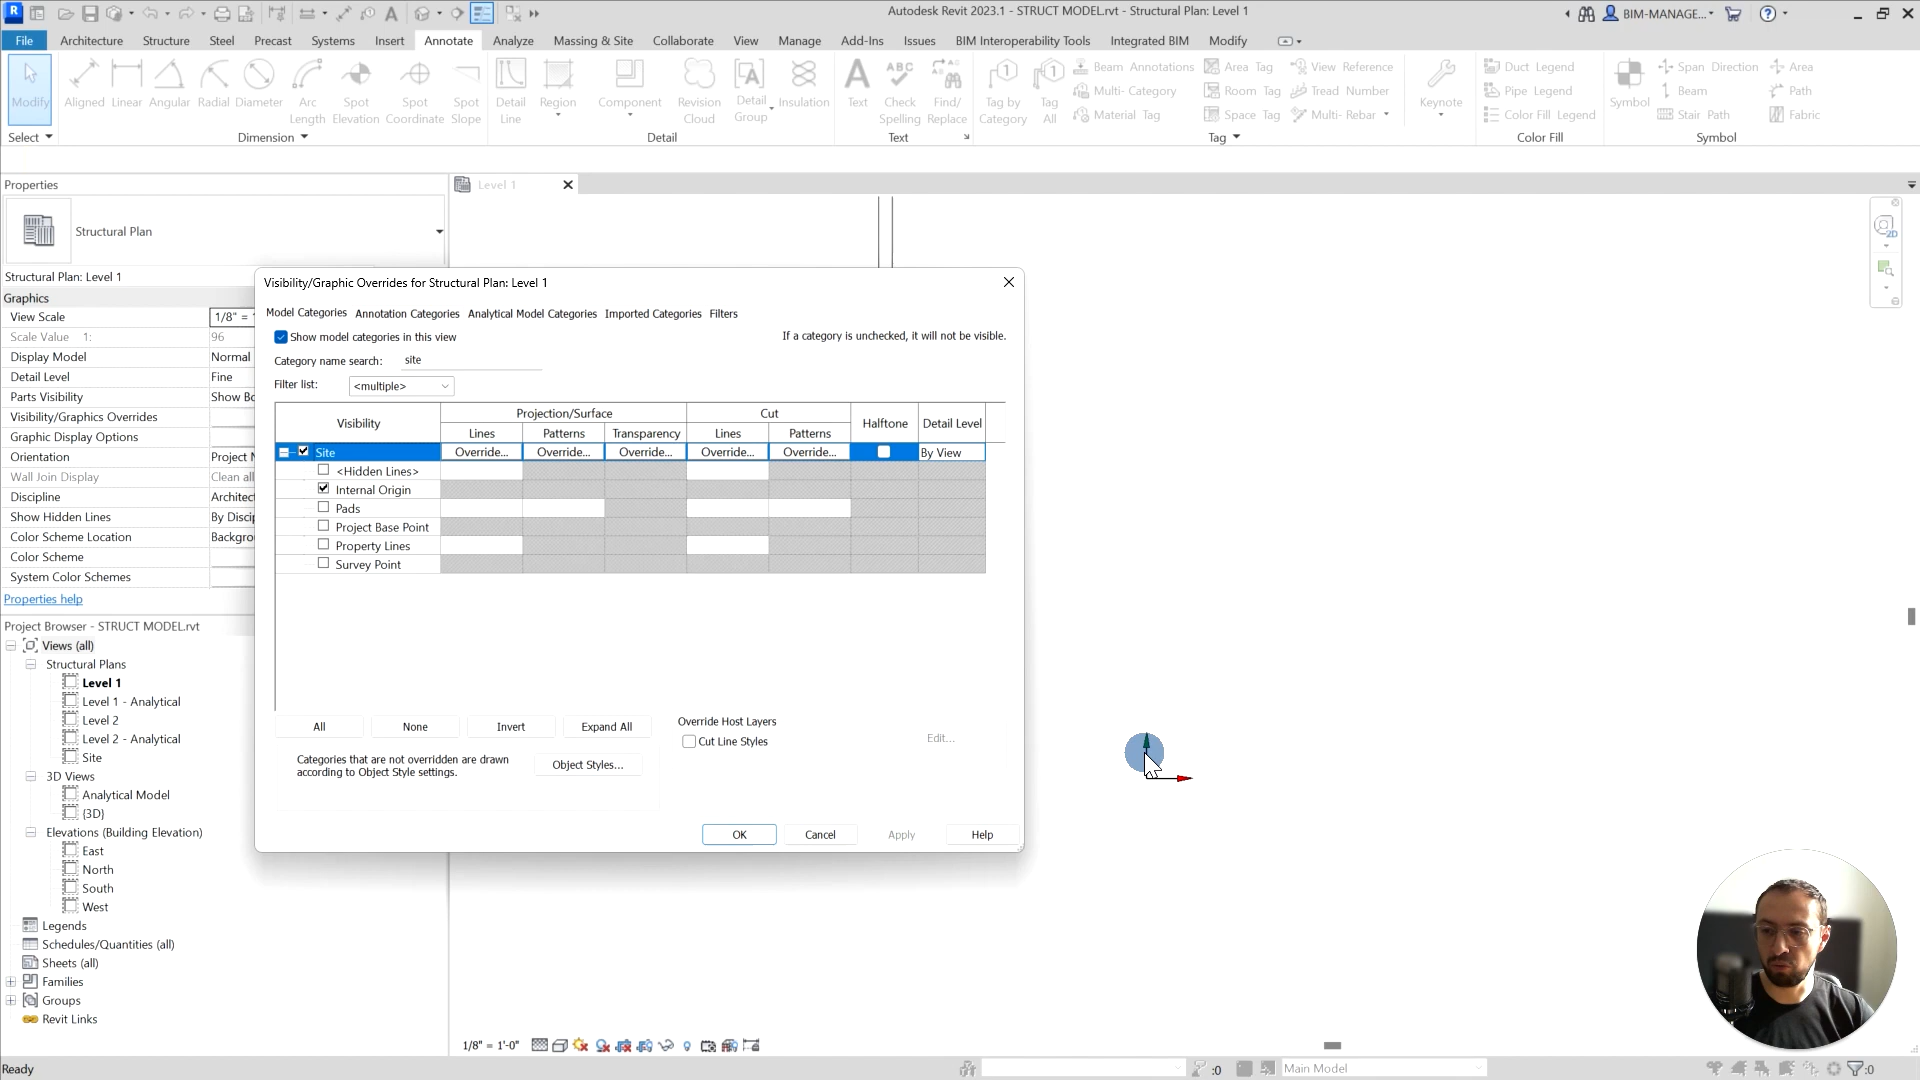 Autodesk Revit 2023.1 - STRUCT MODEL.rvt - Structural Plan: Level 1
BIM-MANAGE...
File Architecture Structure Steel Precast Systems Insert Annotate Analyze Massing & Site Collaborate View Manage Add-Ins Issues BIM Interoperability Tools Integrated BIM Modify
Modify
Select
Aligned Linear Angular Radial Diameter Arc Length Spot Elevation Spot Coordinate Spot Slope
Dimension
Detail Line Region Component Revision Cloud Detail Group Insulation
Detail
Text Check Spelling Find/ Replace
Text
Tag by Category Tag All Beam Annotations Multi- Category Material Tag
Area Tag Room Tag Space Tag
View Reference Tread Number Multi- Rebar
Tag
Keynote
Duct Legend Pipe Legend Color Fill Legend
Color Fill
Symbol Span Direction Beam Stair Path Area Path Fabric
Symbol
Properties
Level 1
Structural Plan
Structural Plan: Level 1
Graphics
View Scale 1/8" = 1
Scale Value 1: 96
Display Model Normal
Detail Level Fine
Parts Visibility Show Bo
Visibility/Graphics Overrides
Graphic Display Options
Orientation Project N
Wall Join Display Clean all
Discipline Architec
Show Hidden Lines By Discip
Color Scheme Location Backgro
Color Scheme
System Color Schemes
Properties help
Project Browser - STRUCT MODEL.rvt
Views (all)
Structural Plans
Level 1
Level 1 - Analytical
Level 2
Level 2 - Analytical
Site
3D Views
Analytical Model
{3D}
Elevations (Building Elevation)
East
North
South
West
Legends
Schedules/Quantities (all)
Sheets (all)
Families
Groups
Revit Links
Visibility/Graphic Overrides for Structural Plan: Level 1
Model Categories Annotation Categories Analytical Model Categories Imported Categories Filters
Show model categories in this view
If a category is unchecked, it will not be visible.
Category name search: site
Filter list: <multiple>
Visibility Projection/Surface Cut Halftone Detail Level
Lines Patterns Transparency Lines Patterns
Site Override... Override... Override... Override... Override... By View
<Hidden Lines>
Internal Origin
Pads
Project Base Point
Property Lines
Survey Point
All None Invert Expand All
Override Host Layers
Cut Line Styles
Edit...
Categories that are not overridden are drawn
according to Object Style settings.
Object Styles...
OK Cancel Apply Help
2D
1/8" = 1'-0"
Ready
:0
Main Model
:0